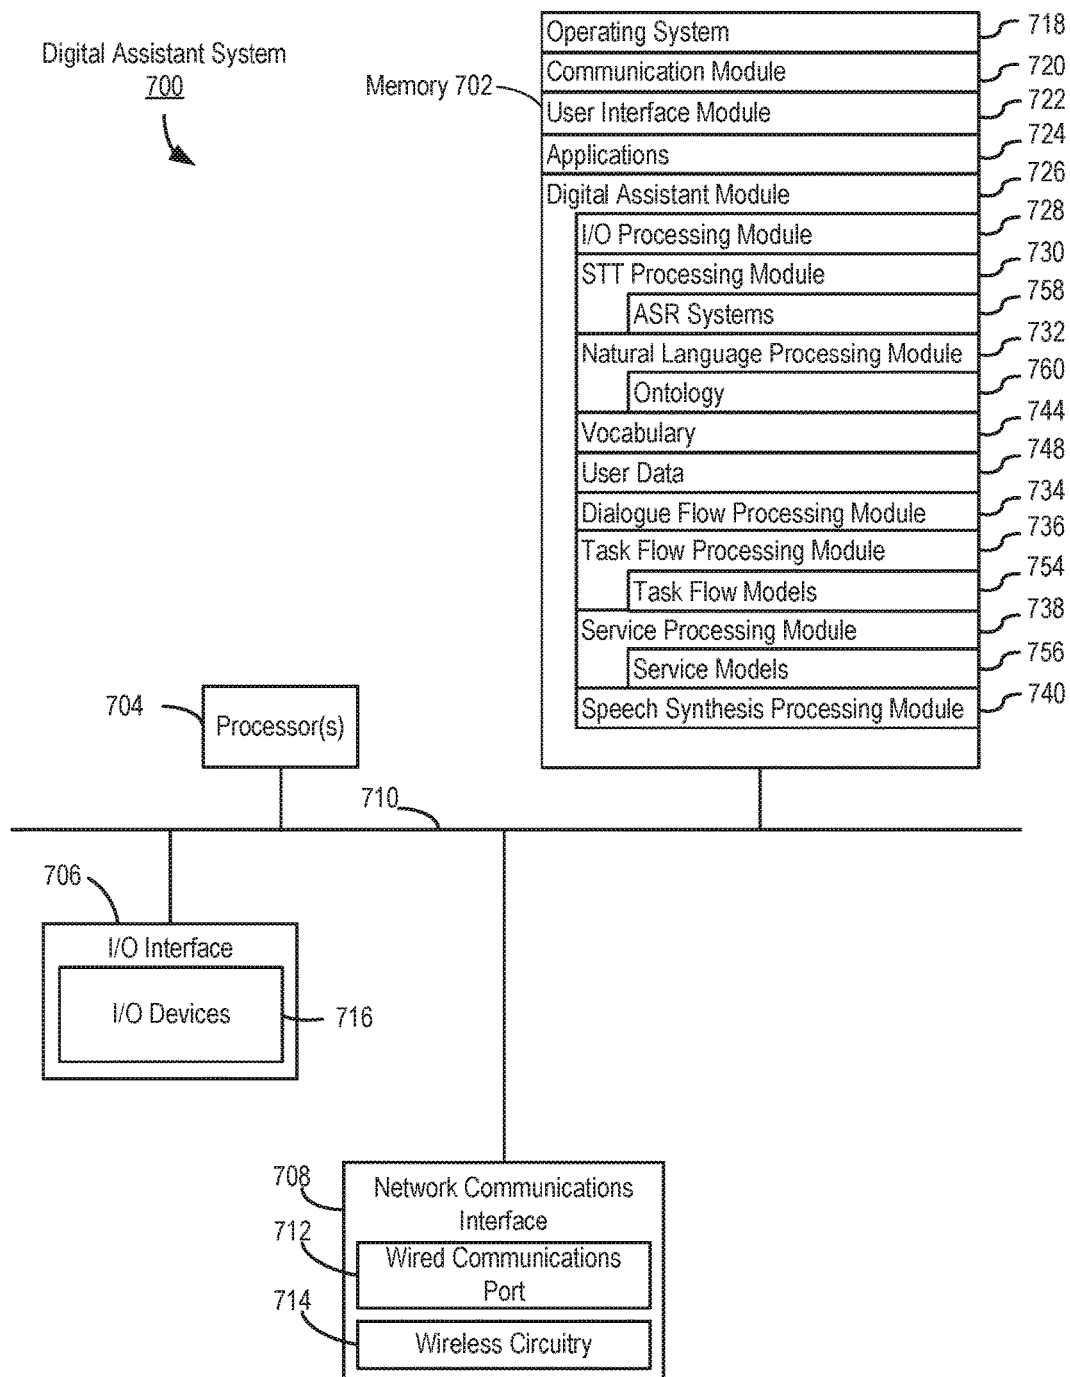 Digital Assistant System
700
Memory 702
Operating System 718
Communication Module 720
User Interface Module 722
Applications 724
Digital Assistant Module 726
I/O Processing Module 728
STT Processing Module 730
ASR Systems 758
Natural Language Processing Module 732
Ontology 760
Vocabulary 744
User Data 748
Dialogue Flow Processing Module 734
Task Flow Processing Module 736
Task Flow Models 754
Service Processing Module 738
Service Models 756
Speech Synthesis Processing Module 740
704
Processor(s)
710
706
I/O Interface
I/O Devices
716
708
Network Communications
Interface
712
Wired Communications
Port
714
Wireless Circuitry